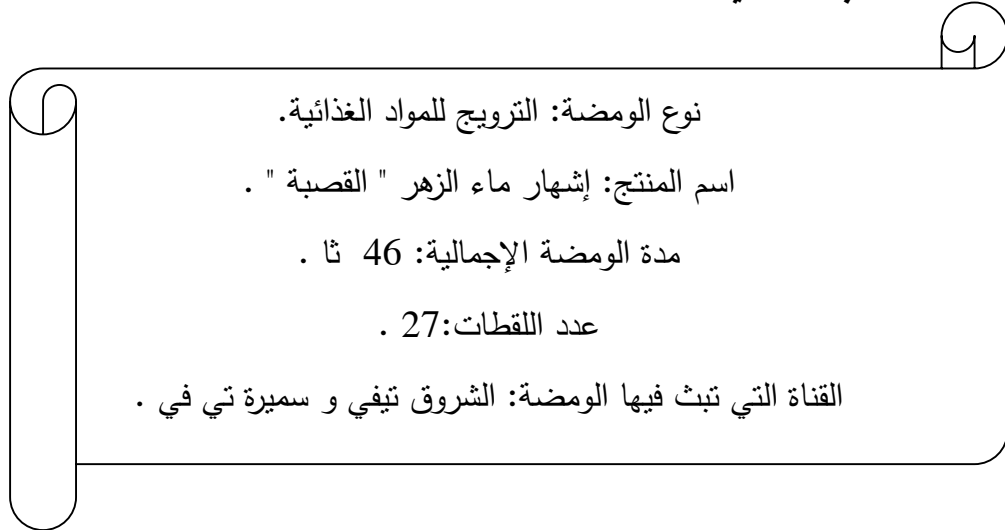 نوع الومضة: الترويج للمواد الغذائية.
اسم المنتج: إشهار ماء الزهر " القصبة " .
مدة الومضة الإجمالية: 46 ثا .
عدد اللقطات:27 .
القناة التي تبث فيها الومضة: الشروق تيفي و سميرة تي في .